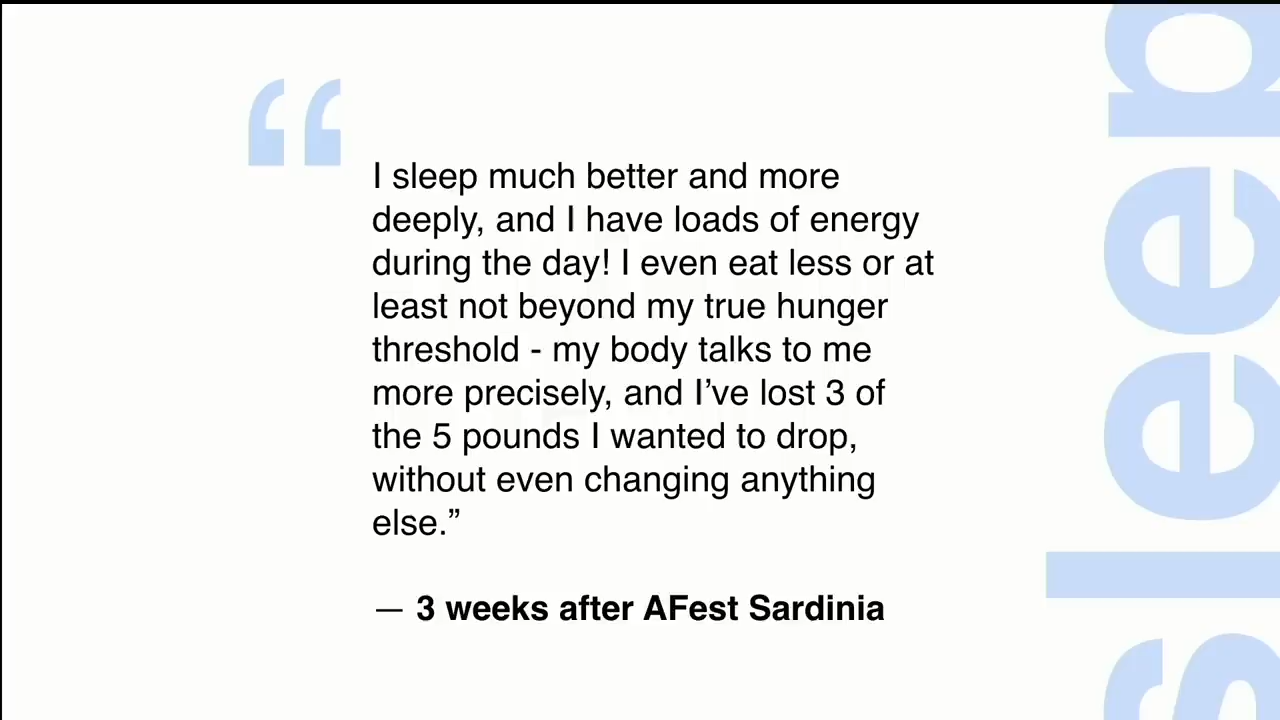 “
I sleep much better and more
deeply, and I have loads of energy
during the day! I even eat less or at
least not beyond my true hunger
threshold - my body talks to me
more precisely, and I’ve lost 3 of
the 5 pounds I wanted to drop,
without even changing anything
else.”
— 3 weeks after AFest Sardinia
sleep